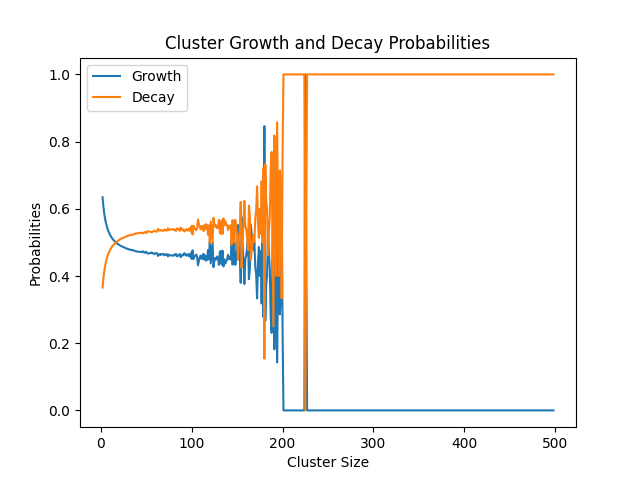 Cluster Growth and Decay Probabilities
Growth
Decay
1.0
0.8
0.6
0.4
0.2
0.0
Probabilities
0 100 200 300 400 500
Cluster Size